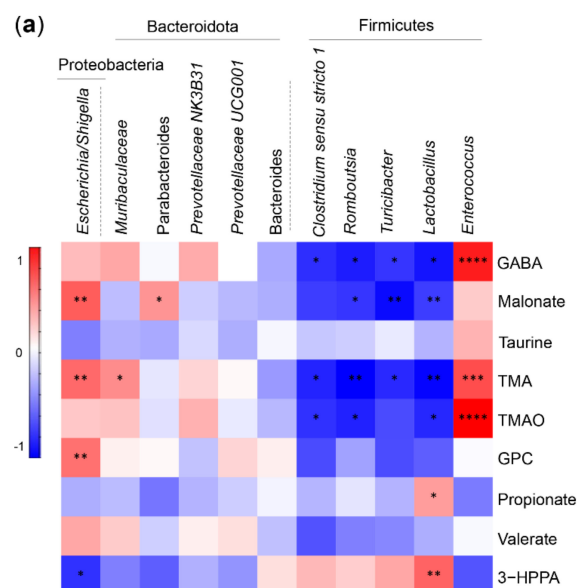 (a)
Bacteroidota
Firmicutes
Proteobacteria
Escherichia/Shigella
Muribaculaceae
Parabacteroides
Prevotellaceae NK3B31
Prevotellaceae UCG001
Bacteroides
Clostridium sensu stricto 1
Romboutsia
Turicibacter
Lactobacillus
Enterococcus
1
0
-1
* * * * **** GABA
** * * ** ** Malonate
Taurine
** * * ** * ** *** TMA
* * * **** TMAO
** GPC
* Propionate
Valerate
* ** 3-HPPA